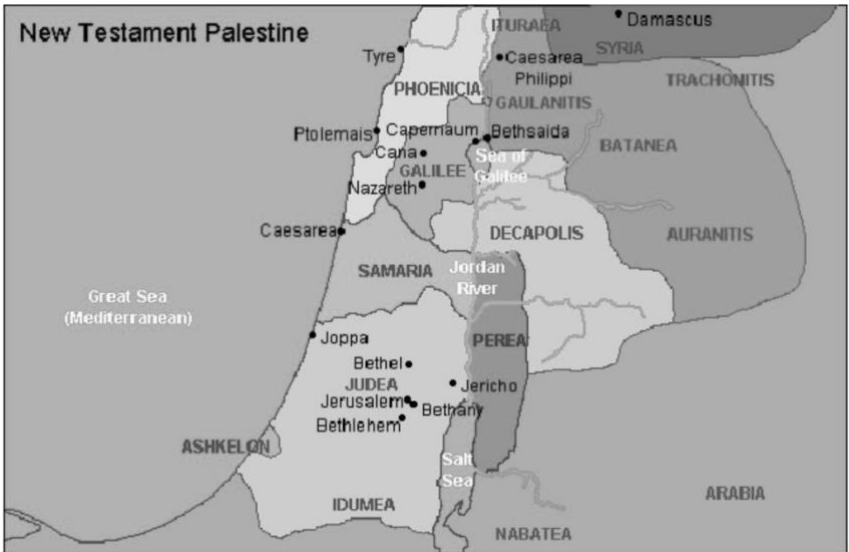 New Testament Palestine
ITURAEA
Damascus
SYRIA
Tyre
Caesarea
Philippi
TRACHONITIS
PHOENICIA
GAULANITIS
Ptolemais
Capernaum
Bethsaida
BATANEA
Cana
Sea of
Galilee
GALILEE
Nazareth
Caesarea
DECAPOLIS
AURANITIS
SAMARIA
Jordan
River
Great Sea
(Mediterranean)
Joppa
PEREA
Bethel
JUDEA
Jericho
Jerusalem
Bethany
Bethlehem
ASHKELON
Salt
Sea
IDUMEA
ARABIA
NABATEA